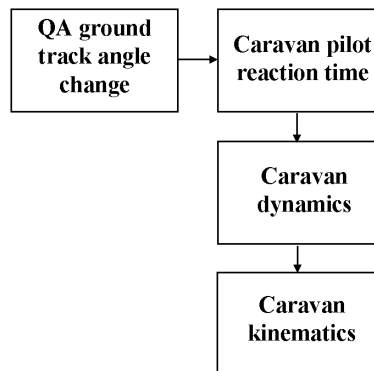 QA ground
track angle
change
Caravan pilot
reaction time
Caravan
dynamics
Caravan
kinematics